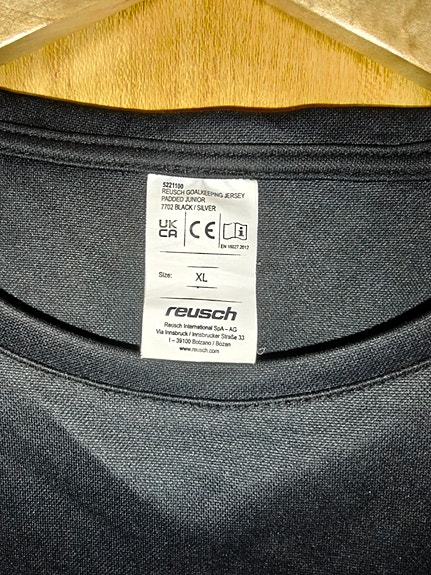 5221100
REUSCH GOALKEEPING JERSEY
PADDED JUNIOR
7702 BLACK / SILVER
UK
CA
CE
i
EN 16027:2012
Size: XL
reusch
Reusch International SpA – AG
Via Innsbruck / Innsbrucker Straße 33
I – 39100 Bolzano / Bozen
www.reusch.com